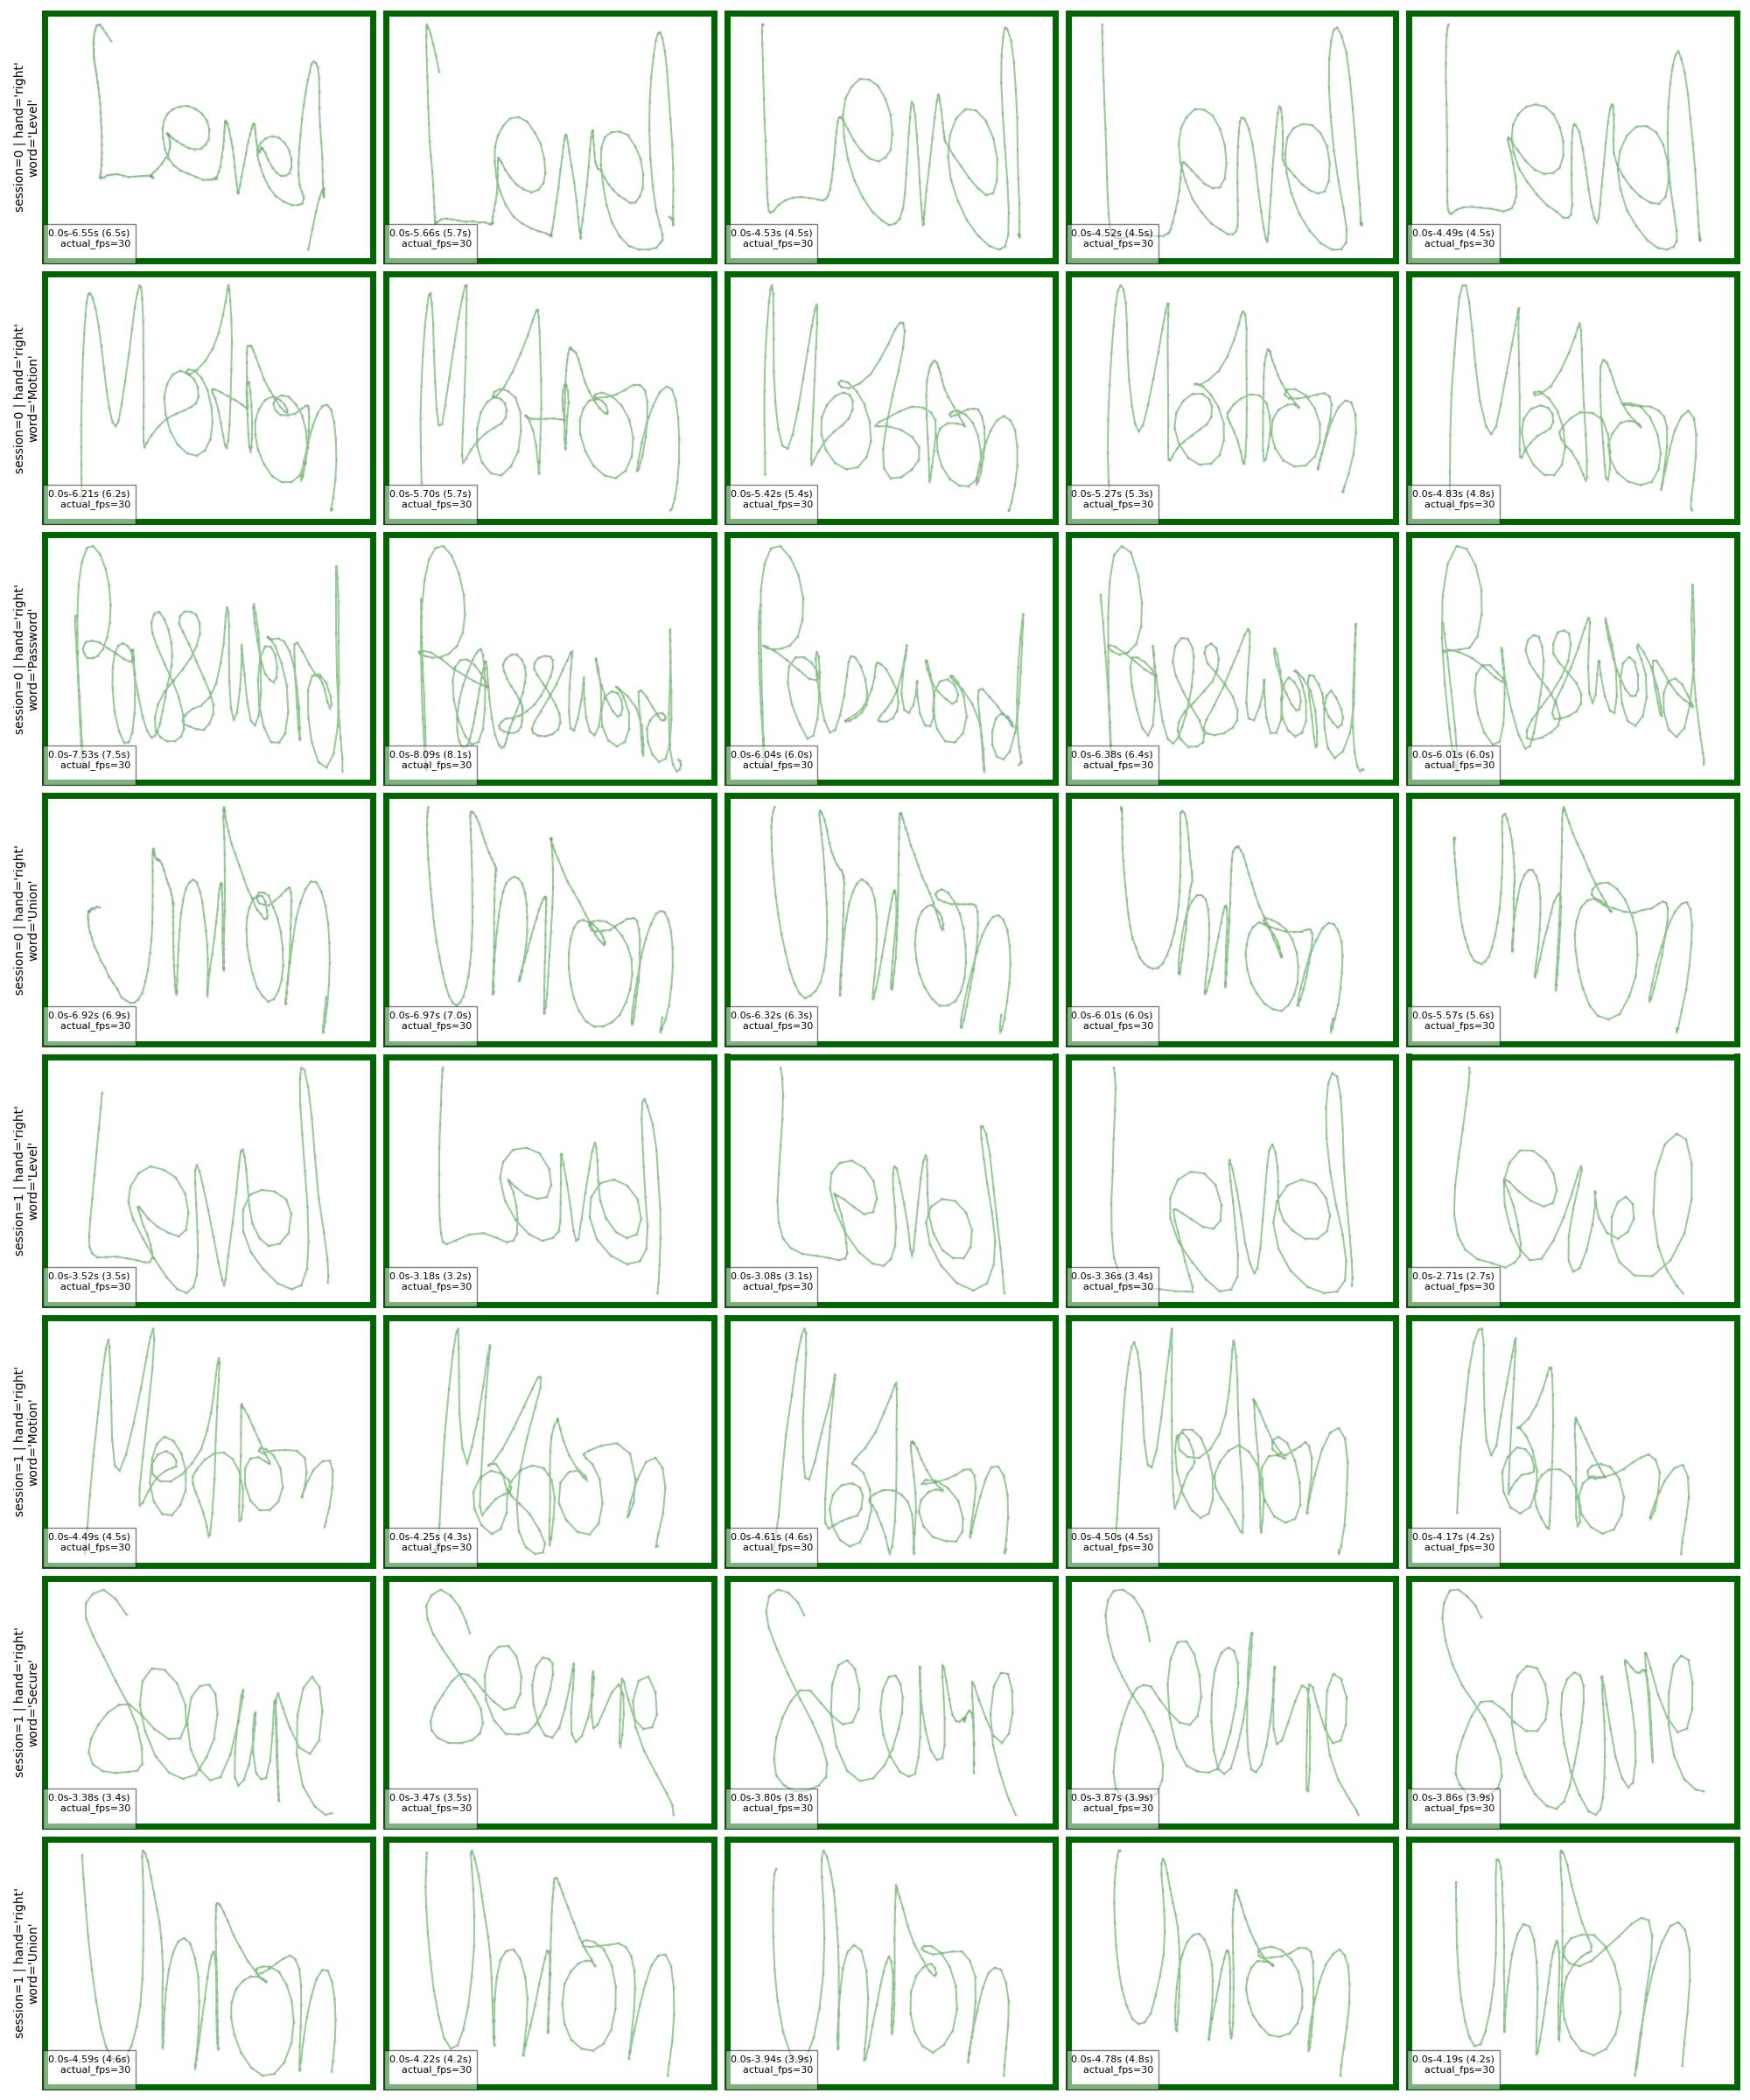 session=0 | hand='right'
word='Level'
Level Level Level Level Level
0.0s-6.55s (6.5s) actual_fps=30
0.0s-5.66s (5.7s) actual_fps=30
0.0s-4.53s (4.5s) actual_fps=30
0.0s-4.52s (4.5s) actual_fps=30
0.0s-4.49s (4.5s) actual_fps=30
session=0 | hand='right'
word='Motion'
Motion Motion Motion Motion Motion
0.0s-6.21s (6.2s) actual_fps=30
0.0s-5.70s (5.7s) actual_fps=30
0.0s-5.42s (5.4s) actual_fps=30
0.0s-5.27s (5.3s) actual_fps=30
0.0s-4.83s (4.8s) actual_fps=30
session=0 | hand='right'
word='Password'
Password Password Password Password Password
0.0s-7.53s (7.5s) actual_fps=30
0.0s-8.09s (8.1s) actual_fps=30
0.0s-6.04s (6.0s) actual_fps=30
0.0s-6.38s (6.4s) actual_fps=30
0.0s-6.01s (6.0s) actual_fps=30
session=0 | hand='right'
word='Union'
Union Union Union Union Union
0.0s-6.92s (6.9s) actual_fps=30
0.0s-6.97s (7.0s) actual_fps=30
0.0s-6.32s (6.3s) actual_fps=30
0.0s-6.01s (6.0s) actual_fps=30
0.0s-5.57s (5.6s) actual_fps=30
session=1 | hand='right'
word='Level'
Level Level Level Level Level
0.0s-3.52s (3.5s) actual_fps=30
0.0s-3.18s (3.2s) actual_fps=30
0.0s-3.08s (3.1s) actual_fps=30
0.0s-3.36s (3.4s) actual_fps=30
0.0s-2.71s (2.7s) actual_fps=30
session=1 | hand='right'
word='Motion'
Motion Motion Motion Motion Motion
0.0s-4.49s (4.5s) actual_fps=30
0.0s-4.25s (4.3s) actual_fps=30
0.0s-4.61s (4.6s) actual_fps=30
0.0s-4.50s (4.5s) actual_fps=30
0.0s-4.17s (4.2s) actual_fps=30
session=1 | hand='right'
word='Secure'
Secure Secure Secure Secure Secure
0.0s-3.38s (3.4s) actual_fps=30
0.0s-3.47s (3.5s) actual_fps=30
0.0s-3.80s (3.8s) actual_fps=30
0.0s-3.87s (3.9s) actual_fps=30
0.0s-3.86s (3.9s) actual_fps=30
session=1 | hand='right'
word='Union'
Union Union Union Union Union
0.0s-4.59s (4.6s) actual_fps=30
0.0s-4.22s (4.2s) actual_fps=30
0.0s-3.94s (3.9s) actual_fps=30
0.0s-4.78s (4.8s) actual_fps=30
0.0s-4.19s (4.2s) actual_fps=30